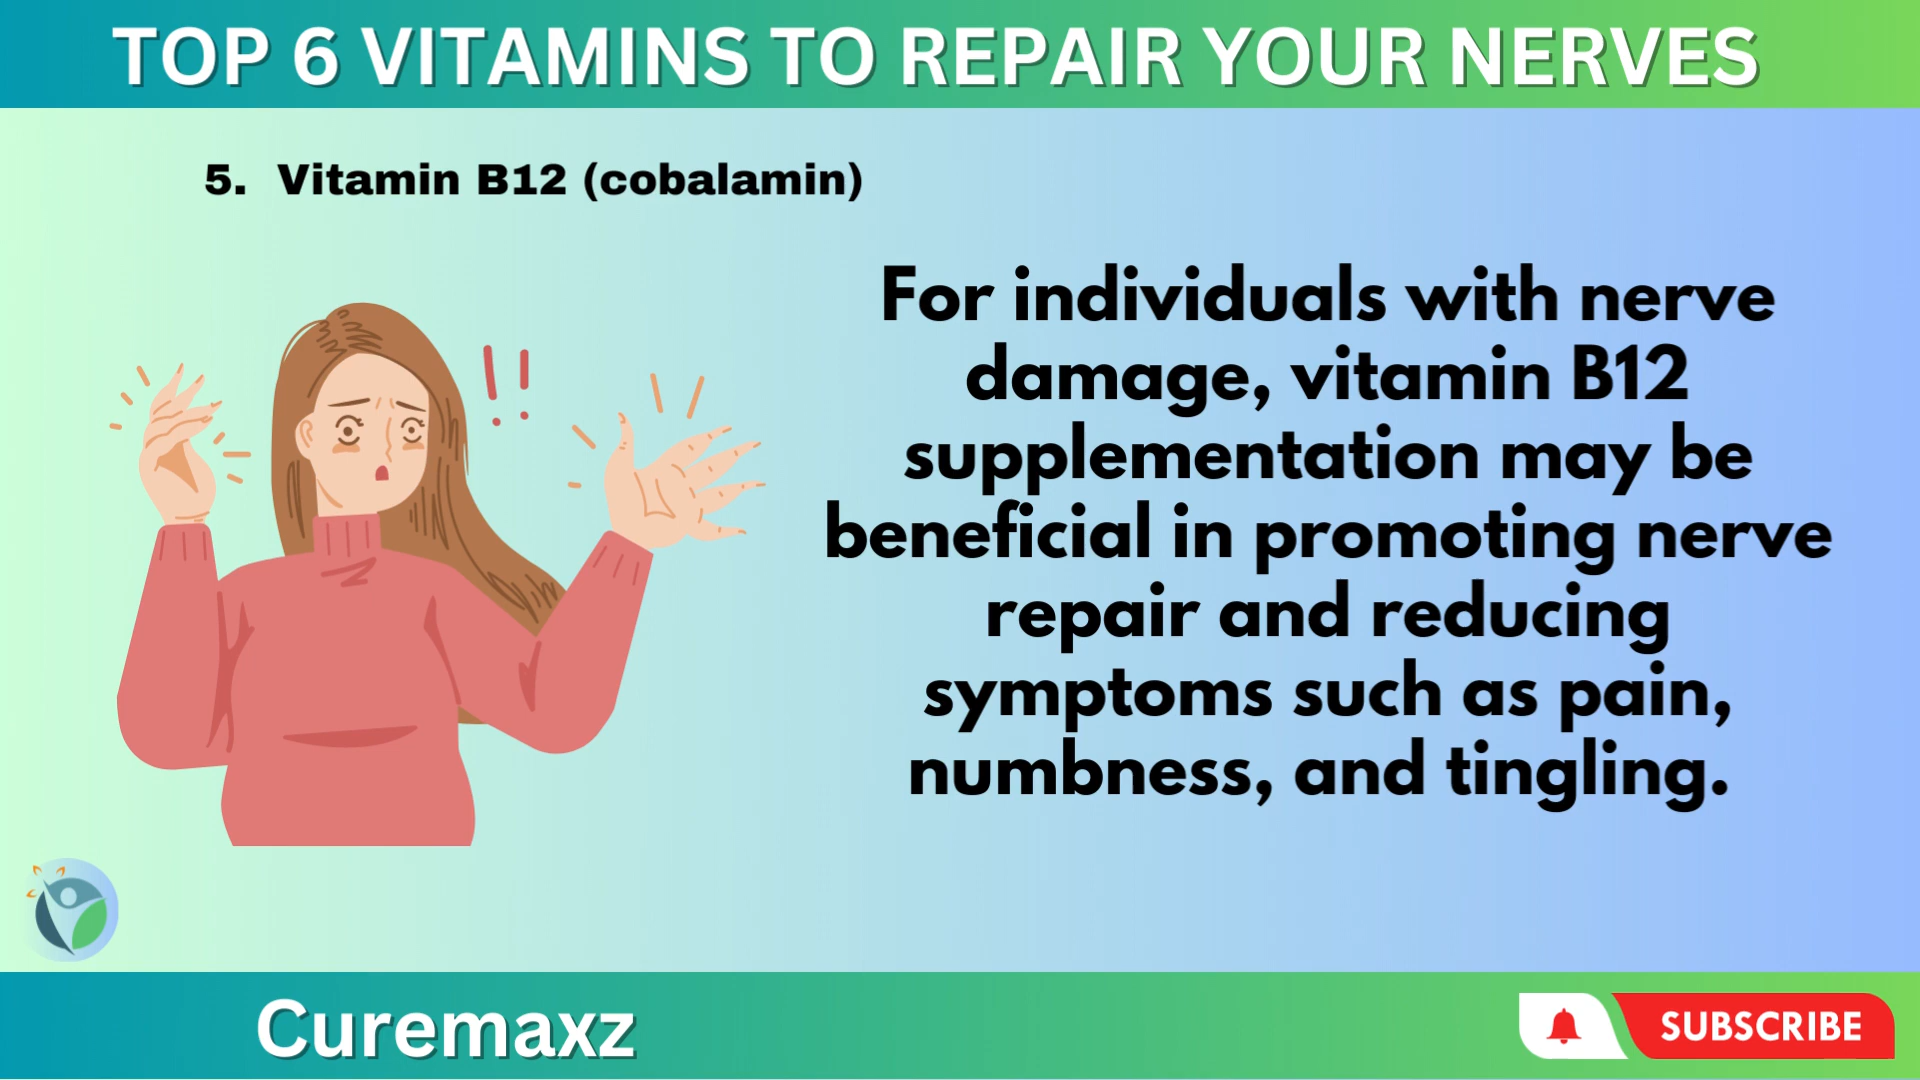 TOP 6 VITAMINS TO REPAIR YOUR NERVES
5. Vitamin B12 (cobalamin)
!!
For individuals with nerve
damage, vitamin B12
supplementation may be
beneficial in promoting nerve
repair and reducing
symptoms such as pain,
numbness, and tingling.
Curemaxz
SUBSCRIBE